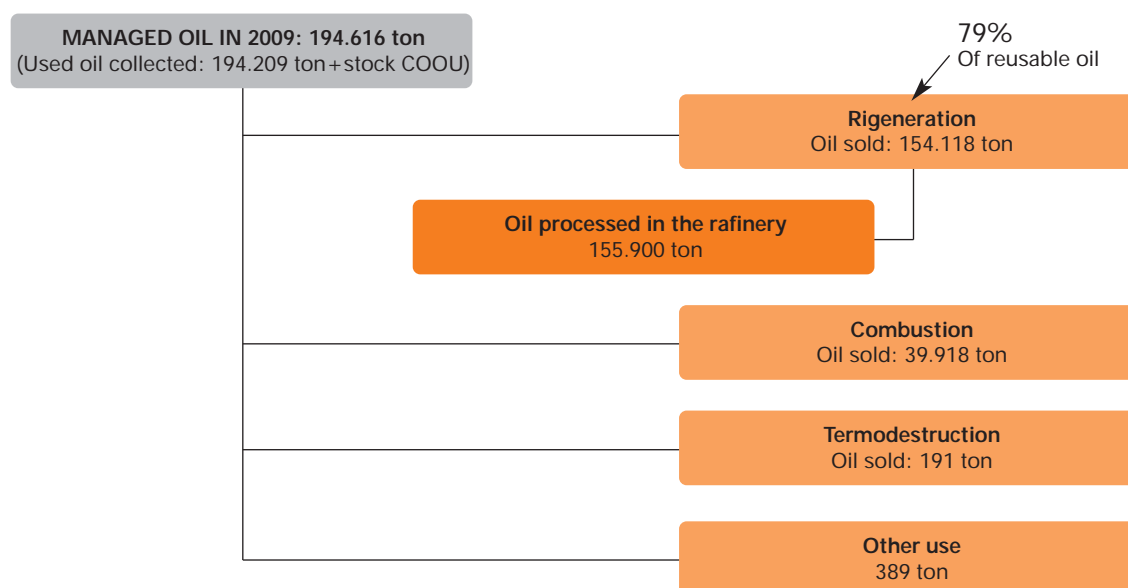 MANAGED OIL IN 2009: 194.616 ton
(Used oil collected: 194.209 ton+stock COOU)
79%
Of reusable oil
Rigeneration
Oil sold: 154.118 ton
Oil processed in the rafinery
155.900 ton
Combustion
Oil sold: 39.918 ton
Termodestruction
Oil sold: 191 ton
Other use
389 ton